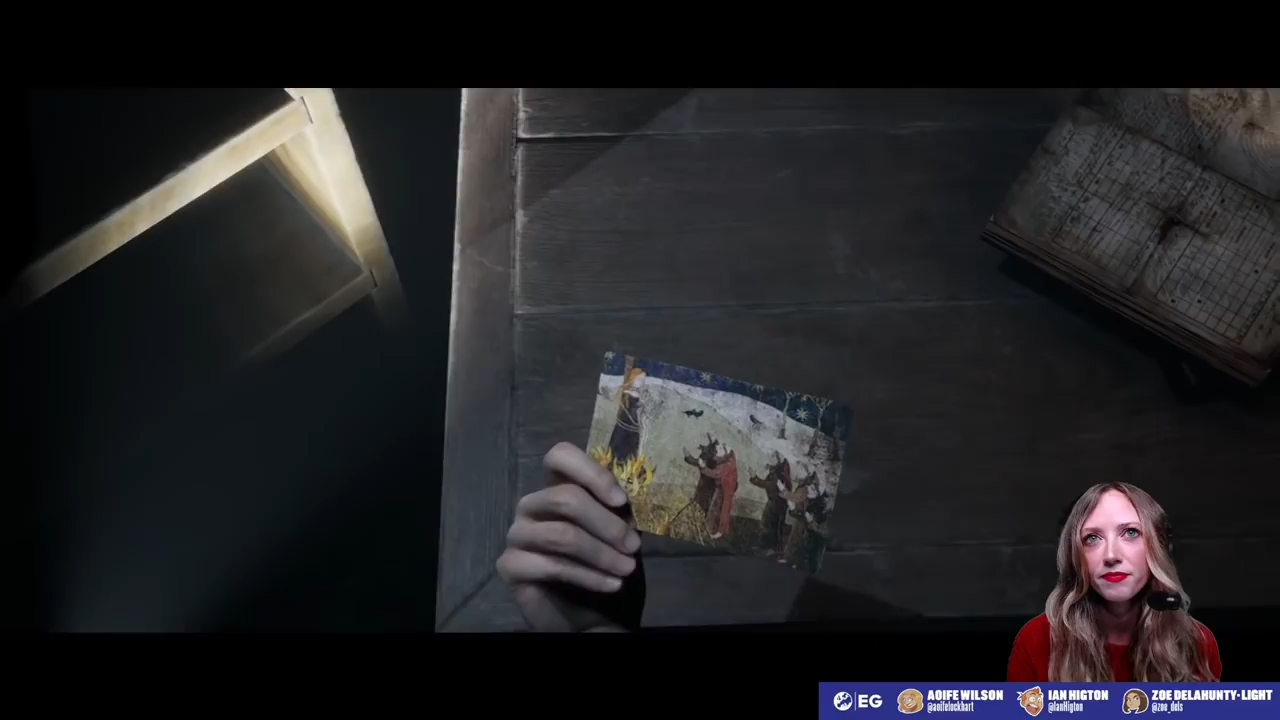 EG
AOIFE WILSON
@aoifelockhart
IAN HIGTON
@IanHigton
ZOE DELAHUNTY-LIGHT
@zoe_dels